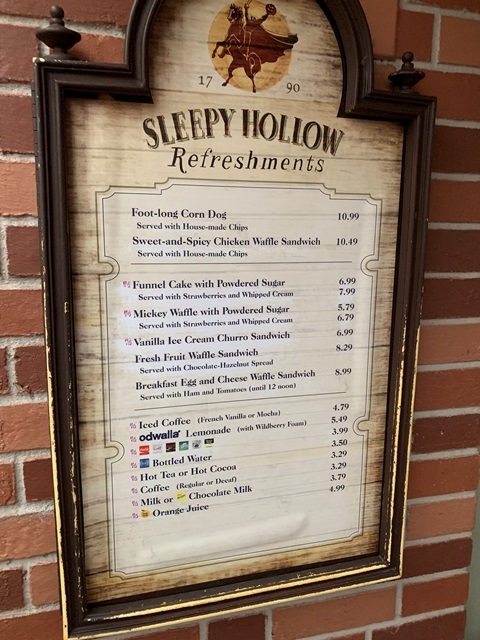 17 90
SLEEPY HOLLOW
Refreshments
Foot-long Corn Dog 10.99
Served with House-made Chips
Sweet-and-Spicy Chicken Waffle Sandwich 10.49
Served with House-made Chips
Funnel Cake with Powdered Sugar 6.99
Served with Strawberries and Whipped Cream 7.99
Mickey Waffle with Powdered Sugar 5.79
Served with Strawberries and Whipped Cream 6.79
Vanilla Ice Cream Churro Sandwich 6.99
Fresh Fruit Waffle Sandwich 8.29
Served with Chocolate-Hazelnut Spread
Breakfast Egg and Cheese Waffle Sandwich 8.99
Served with Ham and Tomatoes (until 12 noon)
Iced Coffee (French Vanilla or Mocha) 4.79
odwalla Lemonade (with Wildberry Foam) 5.49
3.99
Bottled Water 3.50
Hot Tea or Hot Cocoa 3.29
Coffee (Regular or Decaf) 3.29
Milk or Chocolate Milk 3.79
Orange Juice 4.99